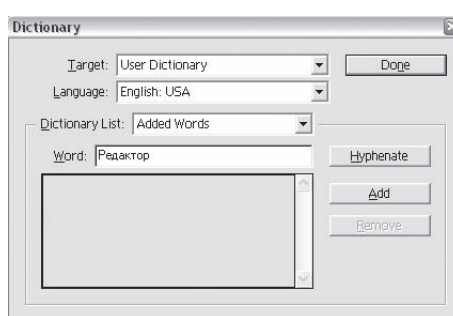 Dictionary
Target: User Dictionary Done
Language: English: USA
Dictionary List: Added Words
Word: Редактор Hyphenate
Add
Remove